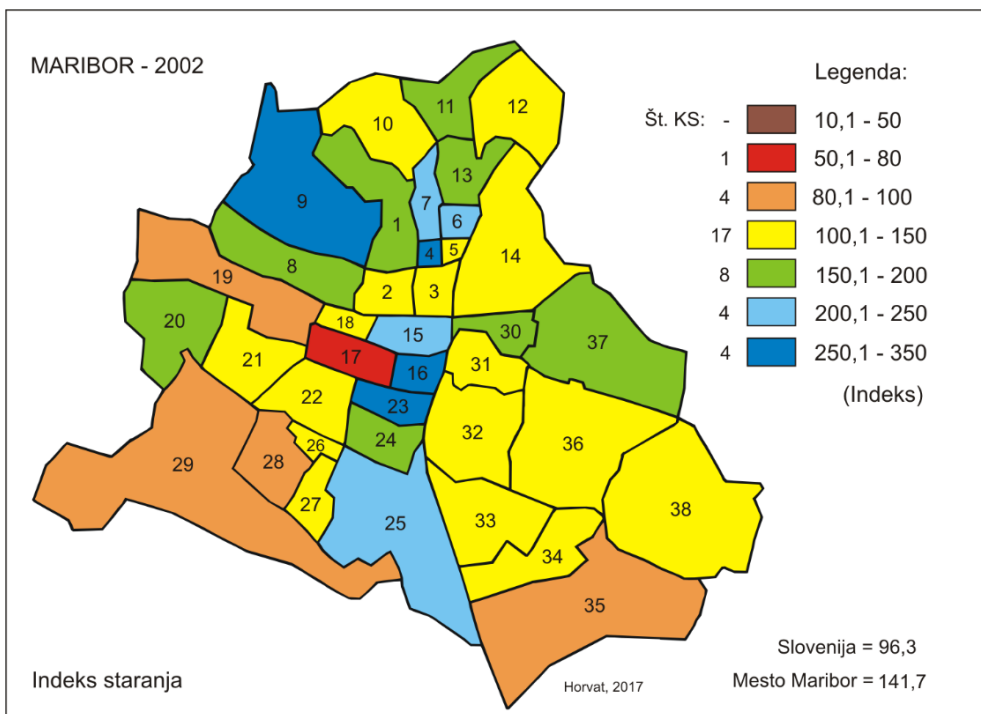 MARIBOR - 2002
Legenda:
Št. KS: - 10,1 - 50
1 50,1 - 80
4 80,1 - 100
17 100,1 - 150
8 150,1 - 200
4 200,1 - 250
4 250,1 - 350
(Indeks)
11
12
10
13
9
7
6
1
4
5
14
8
19
2
3
18
15
30
20
37
17
16
31
21
22
23
32
24
36
26
29
28
27
25
33
38
34
35
Slovenija = 96,3
Indeks staranja
Horvat, 2017
Mesto Maribor = 141,7